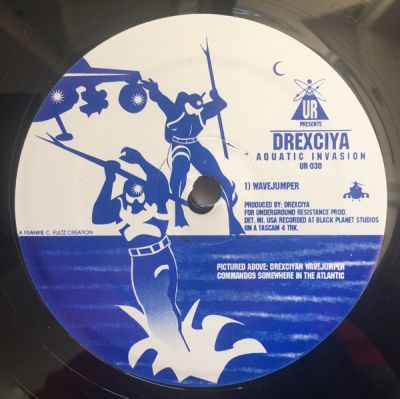 UR
PRESENTS
DREXCIYA
" AQUATIC INVASION
UR-030
1) WAVEJUMPER
PRODUCED BY: DREXCIYA
FOR UNDERGROUND RESISTANCE PROD.
DET. MI. USA RECORDED AT BLACK PLANET STUDIOS
ON A TASCAM 4 TRK.
A FRANKIE C. FULTZ CREATION
PICTURED ABOVE: DREXCIYAN WAVEJUMPER
COMMANDOS SOMEWHERE IN THE ATLANTIC